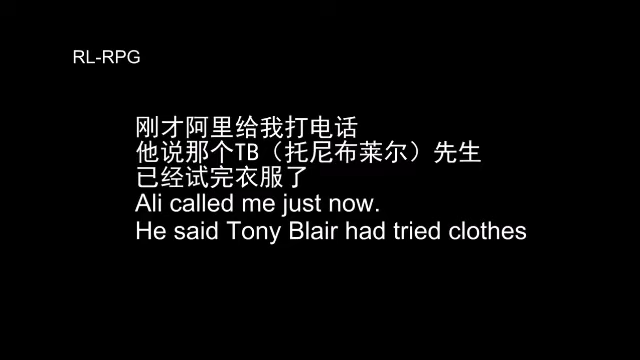 RL-RPG
刚才阿里给我打电话
他说那个TB（托尼布莱尔）先生
已经试完衣服了
Ali called me just now.
He said Tony Blair had tried clothes